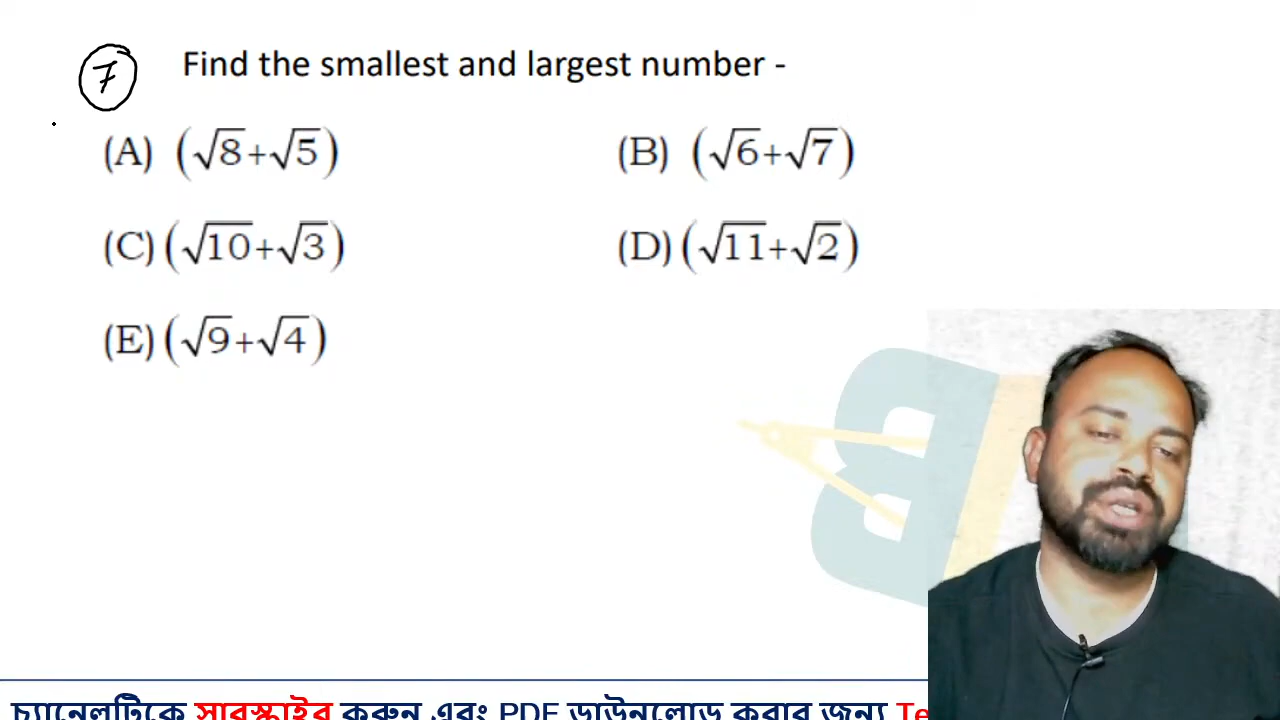 7 Find the smallest and largest number -
(A) (√8+√5) (B) (√6+√7)
(C) (√10+√3) (D) (√11+√2)
(E) (√9+√4)
চ্যানেলটিকে সাবস্ক্রাইব করুন এবং PDF ডাউনলোড করার জন্য Te